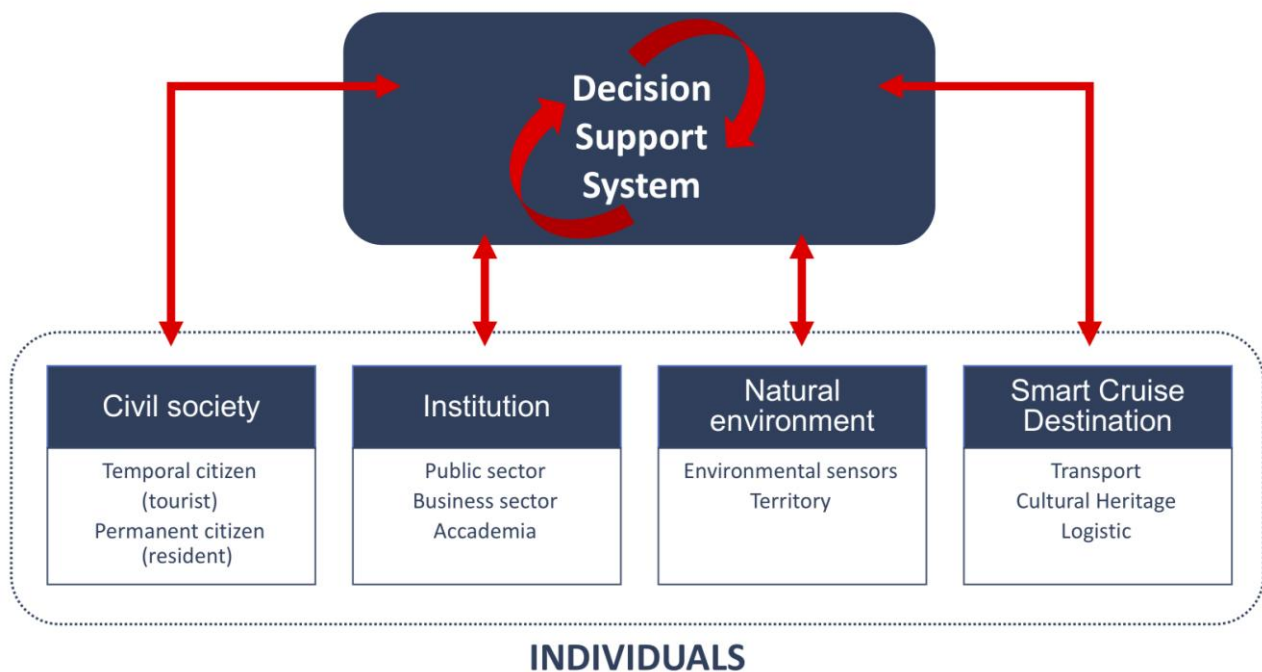 Decision
Support
System
Civil society
Temporal citizen
(tourist)
Permanent citizen
(resident)
Institution
Public sector
Business sector
Accademia
Natural
environment
Environmental sensors
Territory
Smart Cruise
Destination
Transport
Cultural Heritage
Logistic
INDIVIDUALS